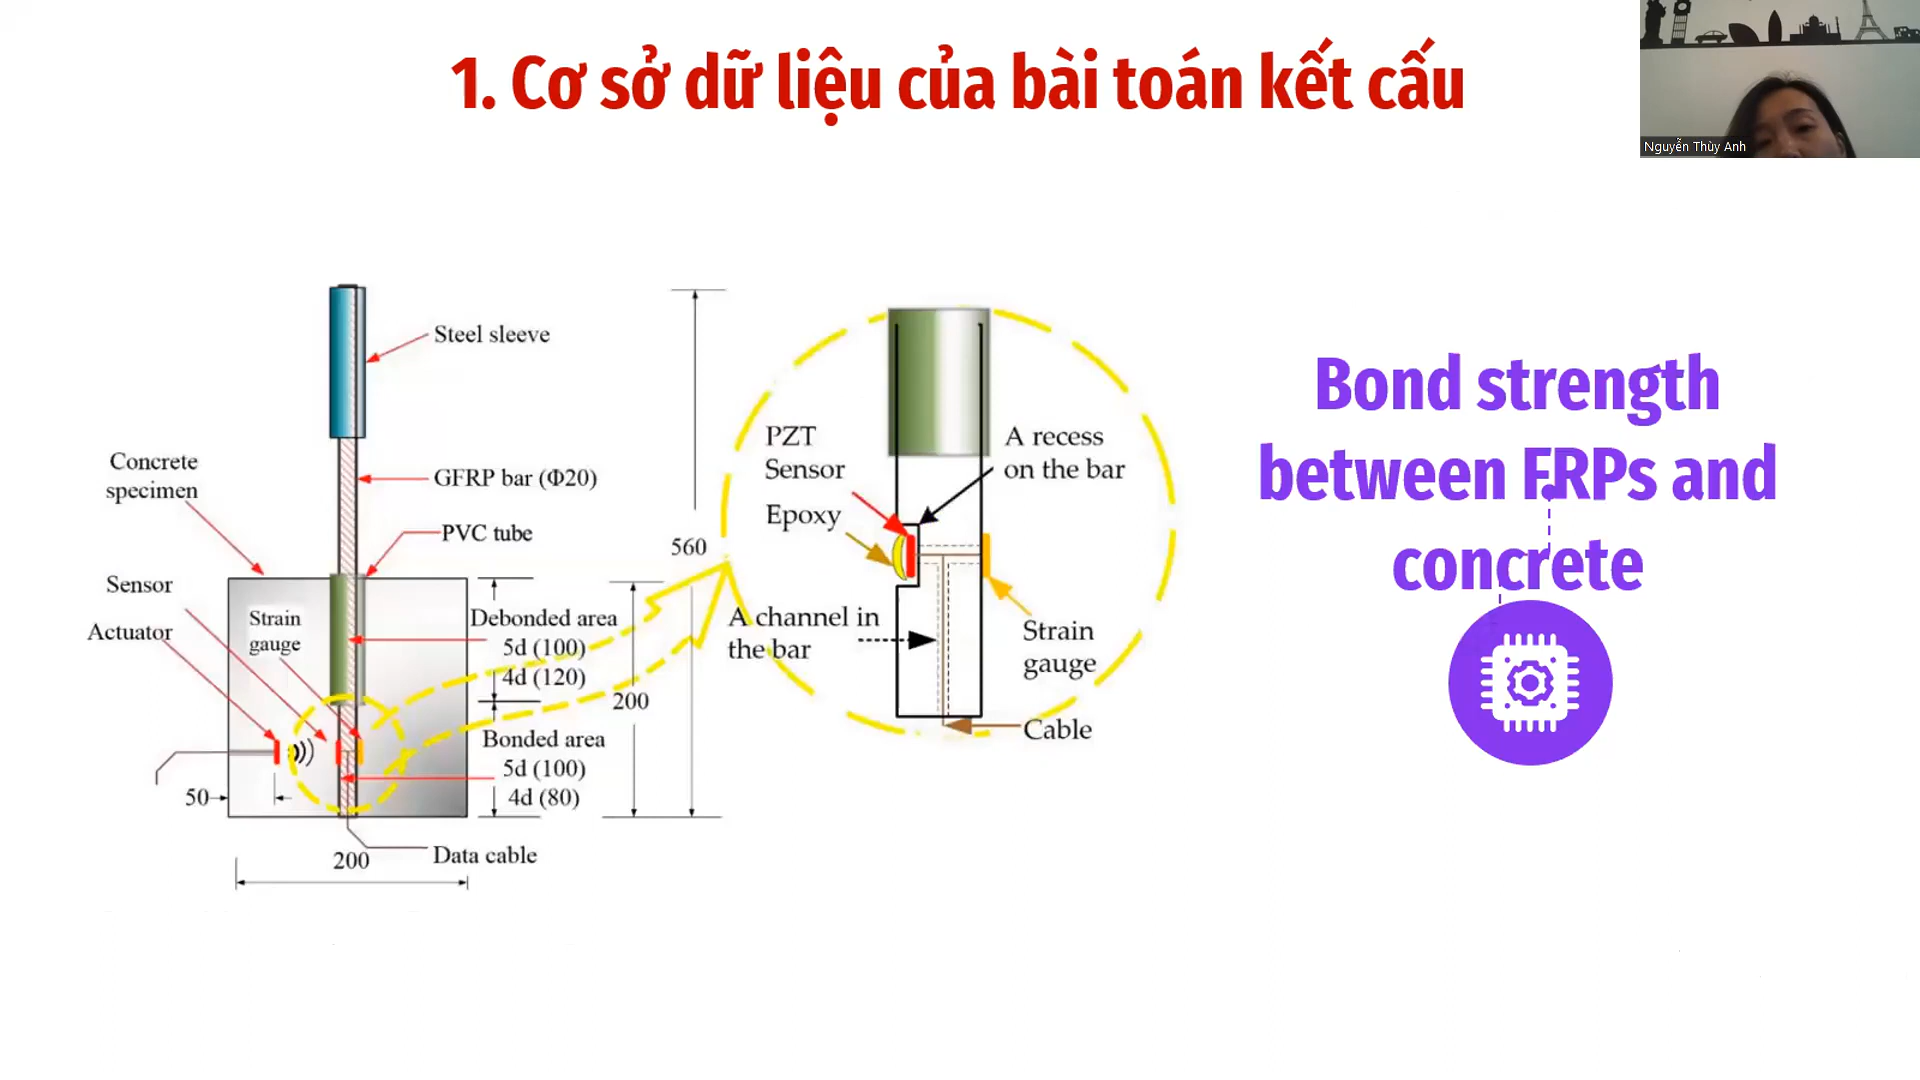 1. Cơ sở dữ liệu của bài toán kết cấu
Nguyễn Thùy Anh
Steel sleeve
Concrete
specimen
GFRP bar (Φ20)
PVC tube
Sensor
Actuator
Strain
gauge
Debonded area
5d (100)
4d (120)
Bonded area
5d (100)
4d (80)
560
200
50
200
Data cable
PZT
Sensor
Epoxy
A recess
on the bar
A channel in
the bar
Strain
gauge
Cable
Bond strength
between FRPs and
concrete